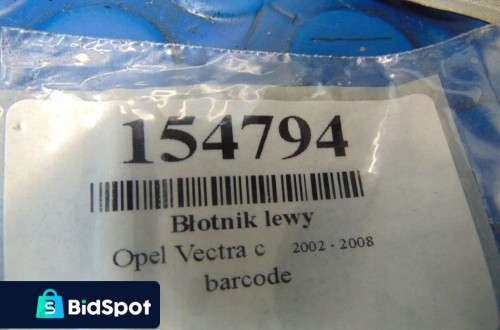 154794
Błotnik lewy
Opel Vectra c 2002 - 2008
barcode
S BidSpot